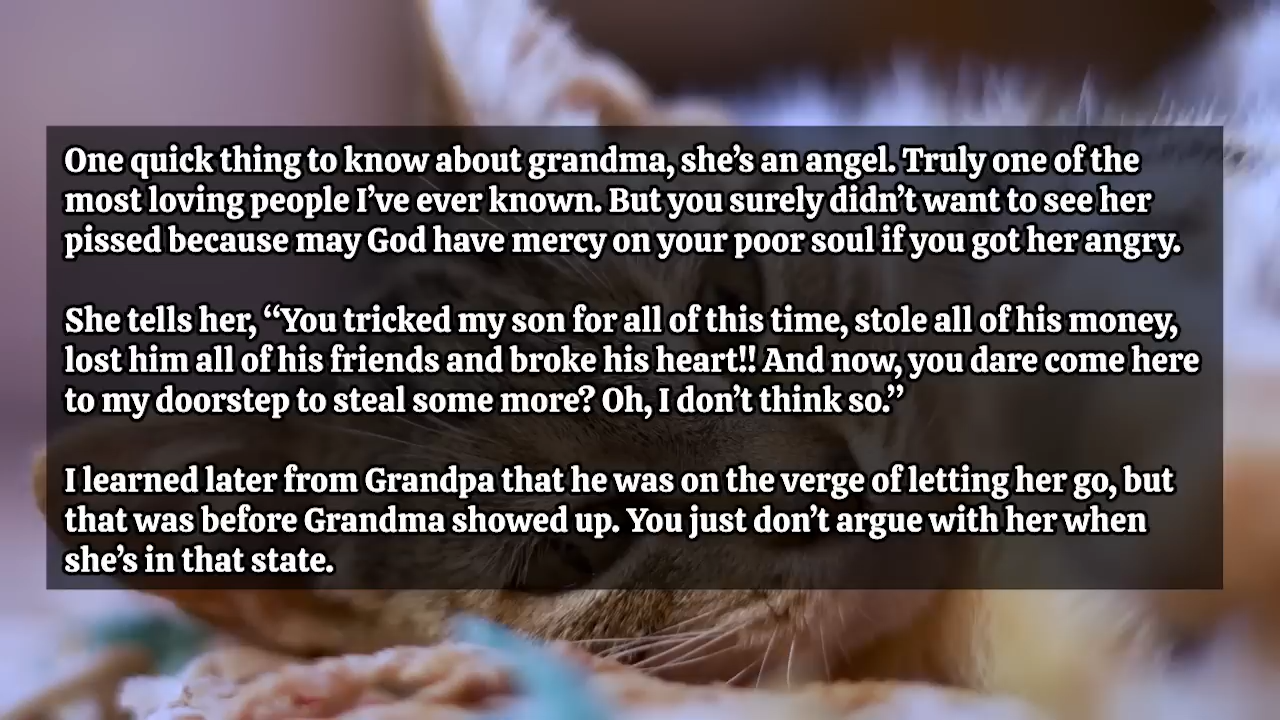 One quick thing to know about grandma, she’s an angel. Truly one of the
most loving people I’ve ever known. But you surely didn’t want to see her
pissed because may God have mercy on your poor soul if you got her angry.
She tells her, “You tricked my son for all of this time, stole all of his money,
lost him all of his friends and broke his heart!! And now, you dare come here
to my doorstep to steal some more? Oh, I don’t think so.”
I learned later from Grandpa that he was on the verge of letting her go, but
that was before Grandma showed up. You just don’t argue with her when
she’s in that state.